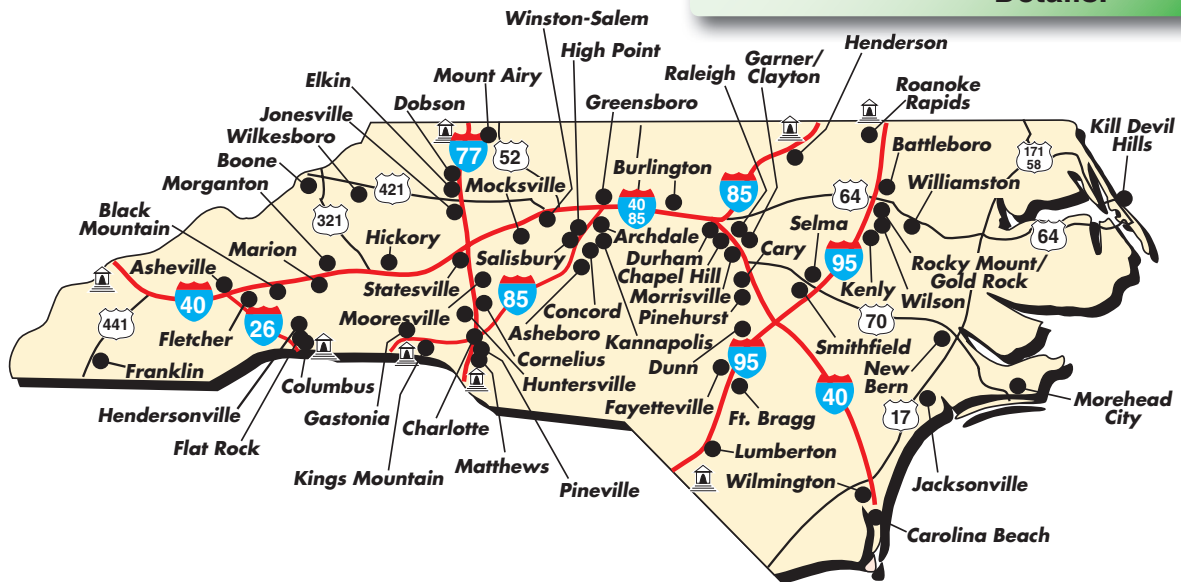 Details.
Winston-Salem
High Point
Henderson
Garner/
Clayton
Raleigh
Elkin
Mount Airy
Roanoke
Rapids
Dobson
Greensboro
Jonesville
Kill Devil
Hills
Wilkesboro
77
52
Battleboro
171
58
Boone
Burlington
421
Mocksville
85
Morganton
64
Williamston
40
85
321
Black
Mountain
Selma
64
Hickory
Archdale
Marion
Salisbury
Durham
Cary
Asheville
Chapel Hill
95
Rocky Mount/
Gold Rock
Statesville
85
Morrisville
Kenly
40
Concord
Wilson
Pinehurst
441
26
Mooresville
Asheboro
70
Fletcher
Kannapolis
Smithfield
Cornelius
Dunn
95
New
Bern
Franklin
Columbus
Huntersville
40
Hendersonville
Gastonia
Fayetteville
Morehead
City
Ft. Bragg
17
Charlotte
Flat Rock
Lumberton
Matthews
Kings Mountain
Wilmington
Jacksonville
Pineville
Carolina Beach